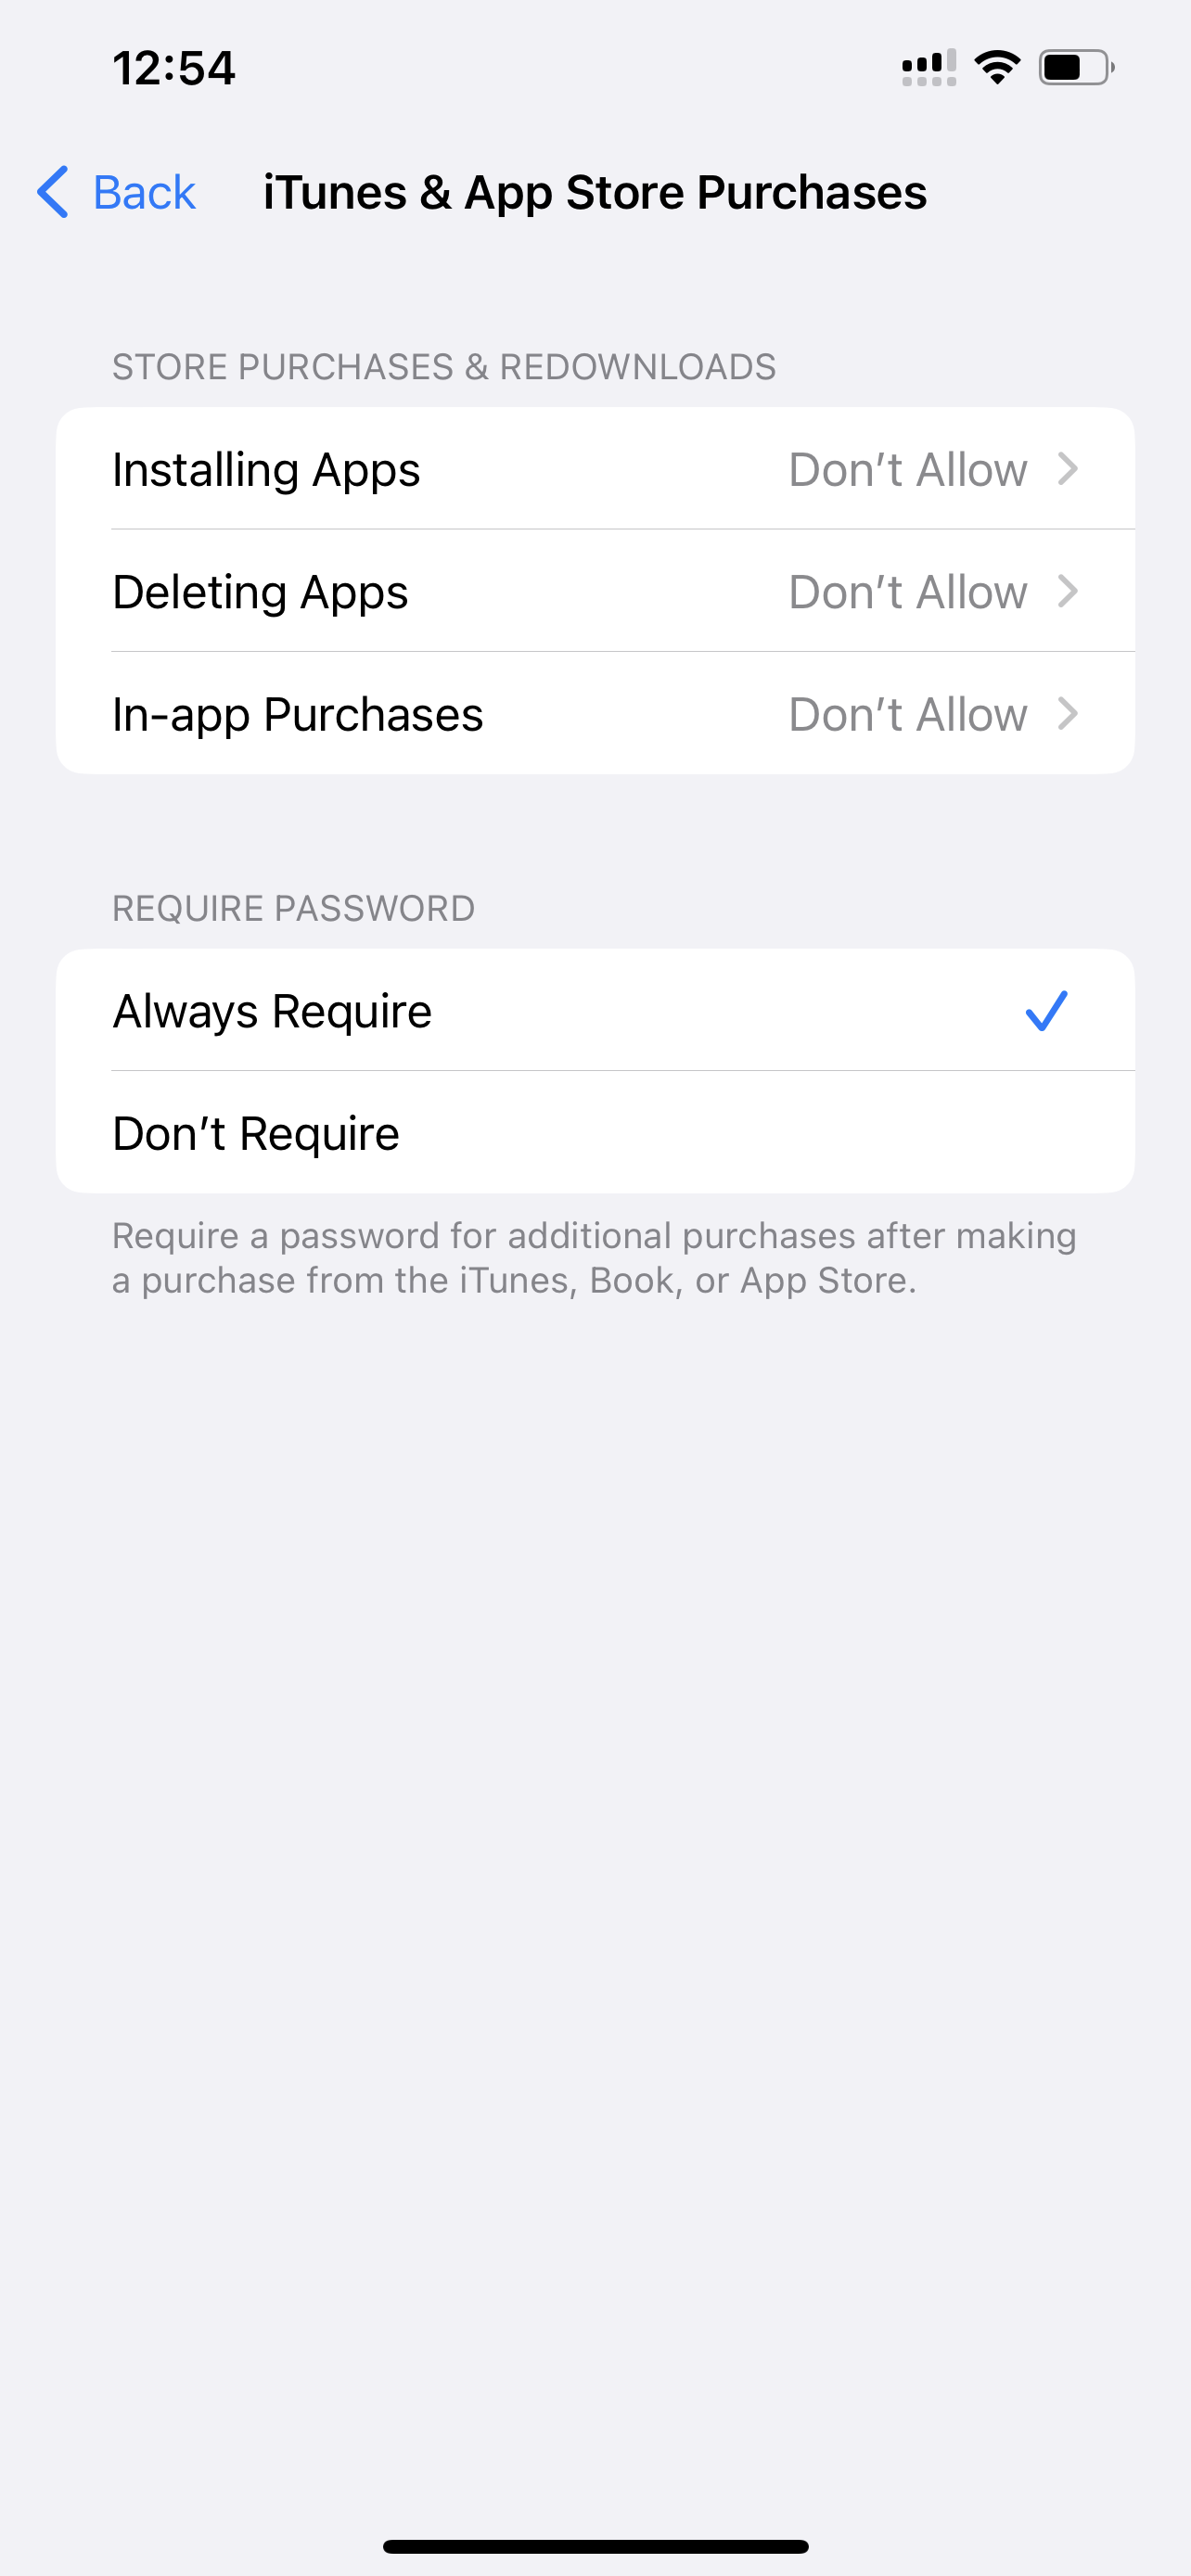 12:54
Back
iTunes & App Store Purchases
STORE PURCHASES & REDOWNLOADS
Installing Apps Don’t Allow
Deleting Apps Don’t Allow
In-app Purchases Don’t Allow
REQUIRE PASSWORD
Always Require
Don’t Require
Require a password for additional purchases after making
a purchase from the iTunes, Book, or App Store.